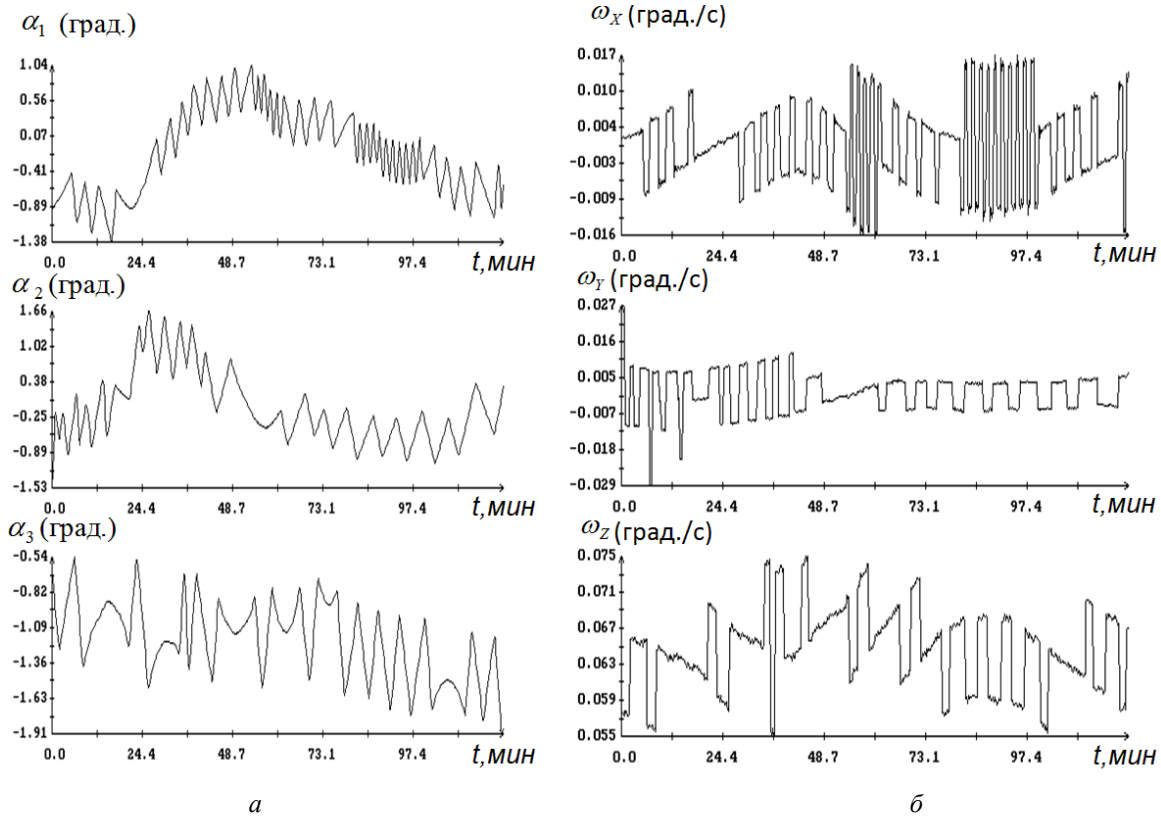 α₁ (град.)
1.04
0.56
0.07
-0.41
-0.89
-1.38
0.0 24.4 48.7 73.1 97.4 t,мин
α₂ (град.)
1.66
1.02
0.38
-0.25
-0.89
-1.53
0.0 24.4 48.7 73.1 97.4 t,мин
α₃ (град.)
-0.54
-0.82
-1.09
-1.36
-1.63
-1.91
0.0 24.4 48.7 73.1 97.4 t,мин
а
ω_X (град./с)
0.017
0.010
0.004
-0.003
-0.009
-0.016
0.0 24.4 48.7 73.1 97.4 t,мин
ω_Y (град./с)
0.027
0.016
0.005
-0.007
-0.018
-0.029
0.0 24.4 48.7 73.1 97.4 t,мин
ω_Z (град./с)
0.075
0.071
0.067
0.063
0.059
0.055
0.0 24.4 48.7 73.1 97.4 t,мин
б